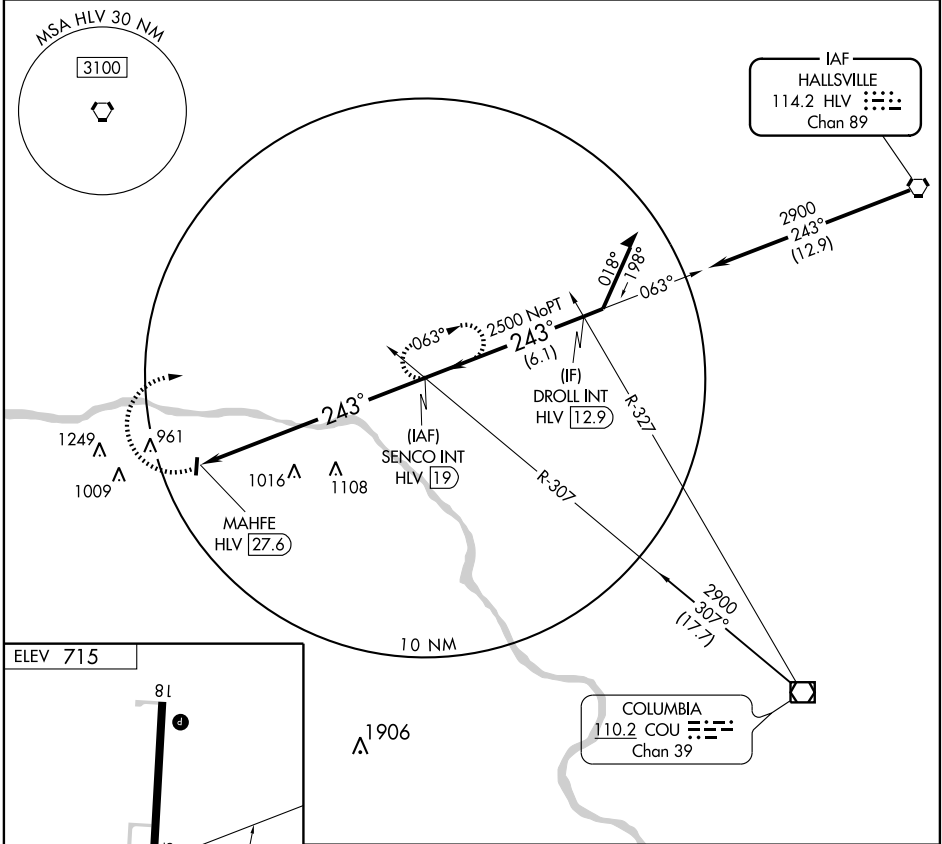 MSA HLV 30 NM
3100
IAF
HALLSVILLE
114.2 HLV
Chan 89
2900
243°
(12.9)
063°
018°
198°
2500 NoPT
243°
(6.1)
063°
(IF)
DROLL INT
HLV 12.9
R-327
243°
(IAF)
SENCO INT
HLV 19
R-307
1249
961
1009
1016
1108
MAHFE
HLV 27.6
2900
307°
(17.7)
10 NM
ELEV 715
18
P
1906
COLUMBIA
110.2 COU
Chan 39